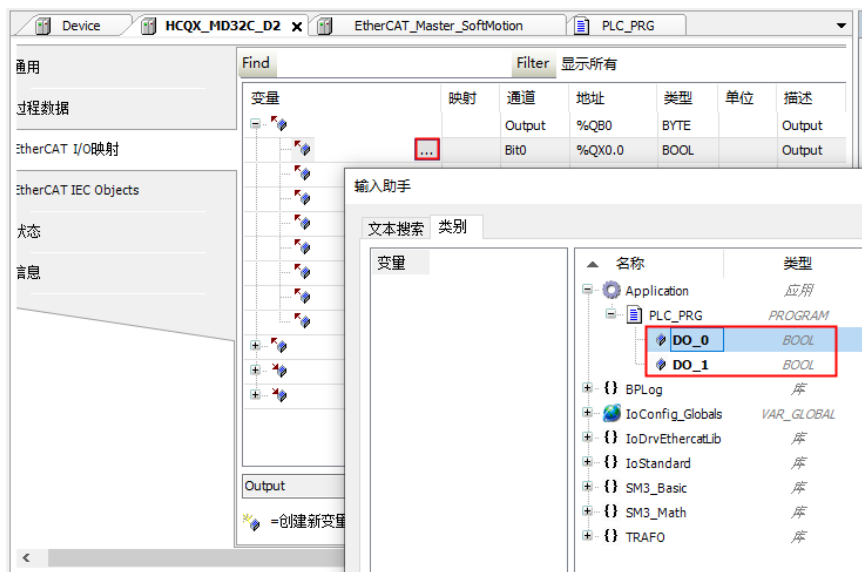 Device
HCQX_MD32C_D2
EtherCAT_Master_SoftMotion
PLC_PRG
通用
过程数据
EtherCAT I/O映射
EtherCAT IEC Objects
状态
信息
Find
Filter 显示所有
变量 映射 通道 地址 类型 单位 描述
Output %QB0 BYTE Output
... Bit0 %QX0.0 BOOL Output
Output
=创建新变量
输入助手
文本搜索 类别
变量
名称 类型
Application 应用
PLC_PRG PROGRAM
DO_0 BOOL
DO_1 BOOL
{} BPLog 库
IoConfig_Globals VAR_GLOBAL
{} IoDrvEthercatLib 库
{} IoStandard 库
{} SM3_Basic 库
{} SM3_Math 库
{} TRAFO 库